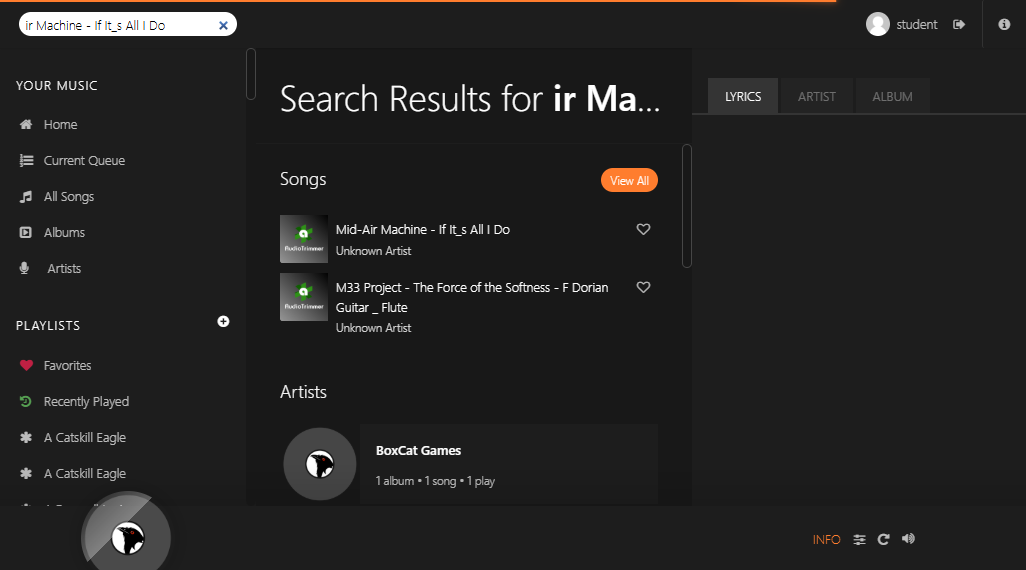 ir Machine - If It_s All I Do
student
YOUR MUSIC
Home
Current Queue
All Songs
Albums
Artists
PLAYLISTS
Favorites
Recently Played
A Catskill Eagle
A Catskill Eagle
Search Results for ir Ma...
Songs
View All
AudioTrimmer
Mid-Air Machine - If It_s All I Do
Unknown Artist
AudioTrimmer
M33 Project - The Force of the Softness - F Dorian
Guitar _ Flute
Unknown Artist
Artists
BoxCat Games
1 album • 1 song • 1 play
LYRICS
ARTIST
ALBUM
INFO